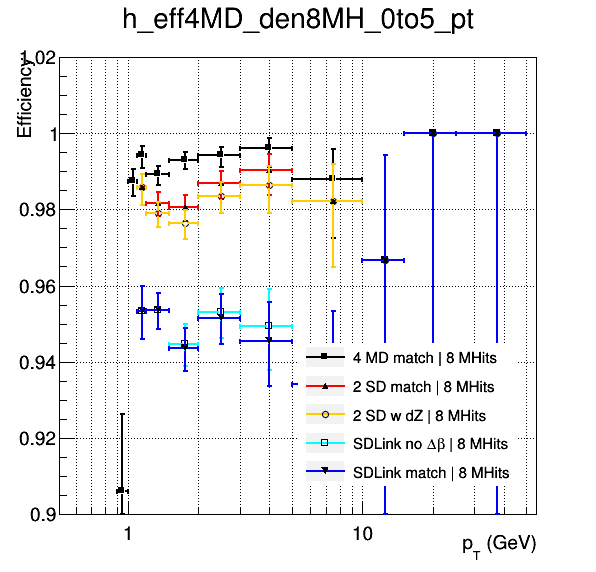 h_eff4MD_den8MH_0to5_pt
Efficiency
1.02
1
0.98
0.96
0.94
0.92
0.9
4 MD match | 8 MHits
2 SD match | 8 MHits
2 SD w dZ | 8 MHits
SDLink no Δβ | 8 MHits
SDLink match | 8 MHits
1
10
p_T (GeV)